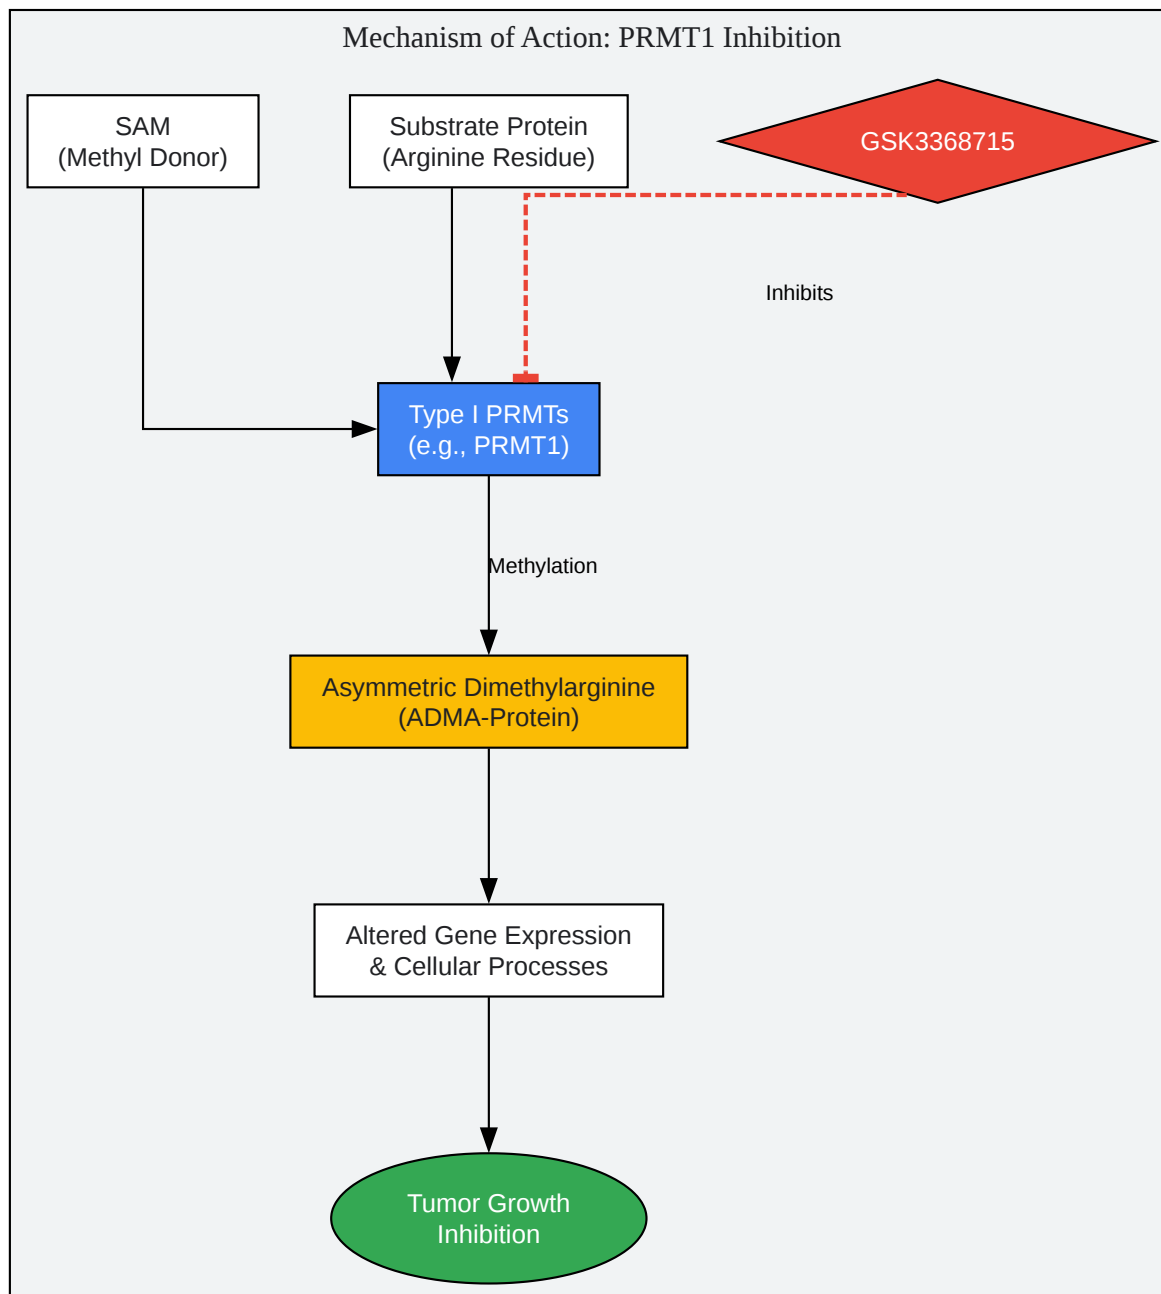 Mechanism of Action: PRMT1 Inhibition
SAM
(Methyl Donor)
Substrate Protein
(Arginine Residue)
GSK3368715
Inhibits
Type I PRMTs
(e.g., PRMT1)
Methylation
Asymmetric Dimethylarginine
(ADMA-Protein)
Altered Gene Expression
& Cellular Processes
Tumor Growth
Inhibition